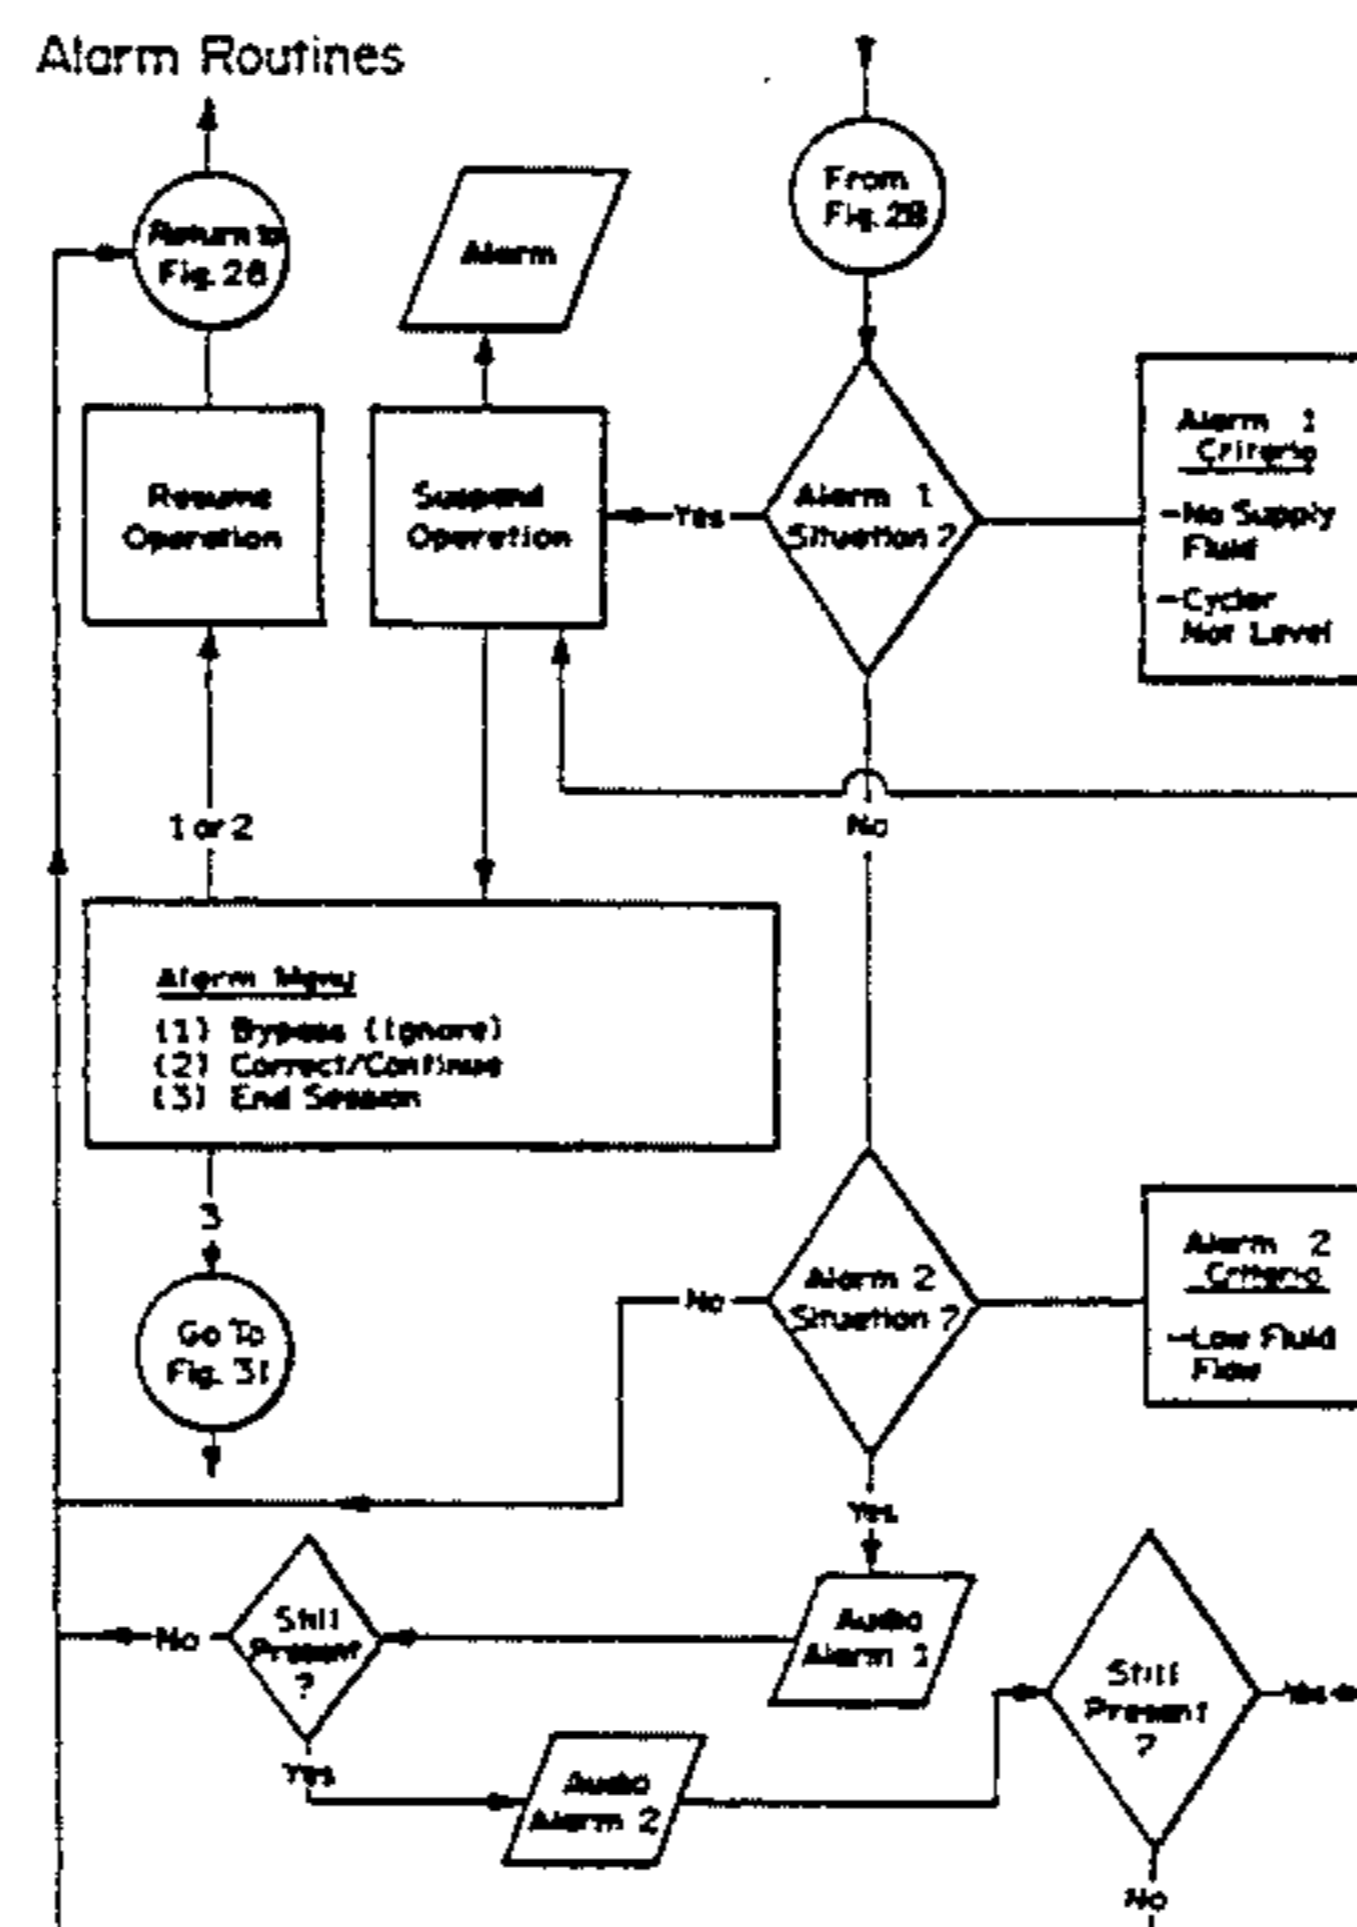 Alarm Routines
From
Fig. 28
Return to
Fig. 28
Alarm
Resume
Operation
Suspend
Operation
Yes
Alarm 1
Situation ?
Alarm 1
Criteria
-No Supply
Fluid
-Cycler
Not Level
1 or 2
No
Alarm Menu
(1) Bypass (Ignore)
(2) Correct/Continue
(3) End Session
3
Go To
Fig. 31
No
Alarm 2
Situation ?
Alarm 2
Criteria
-Low Fluid
Flow
Yes
Audio
Alarm 1
Still
Present
?
No
Yes
Audio
Alarm 2
Still
Present
?
Yes
No